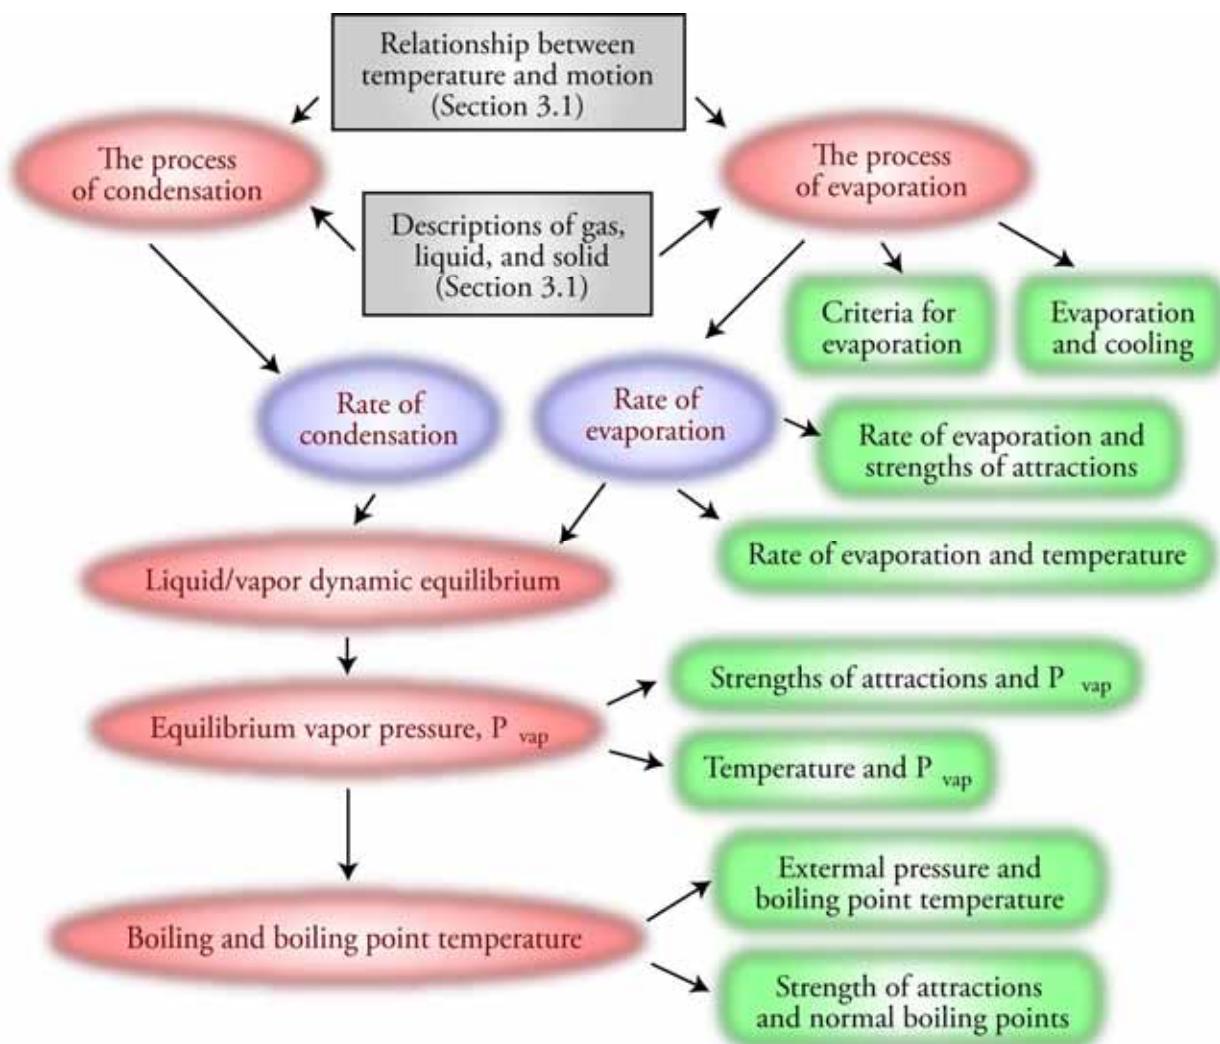 Relationship between
temperature and motion
(Section 3.1)
The process
of condensation
The process
of evaporation
Descriptions of gas,
liquid, and solid
(Section 3.1)
Criteria for
evaporation
Evaporation
and cooling
Rate of
condensation
Rate of
evaporation
Rate of evaporation and
strengths of attractions
Rate of evaporation and temperature
Liquid/vapor dynamic equilibrium
Strengths of attractions and P vap
Equilibrium vapor pressure, P vap
Temperature and P vap
Extermal pressure and
boiling point temperature
Boiling and boiling point temperature
Strength of attractions
and normal boiling points